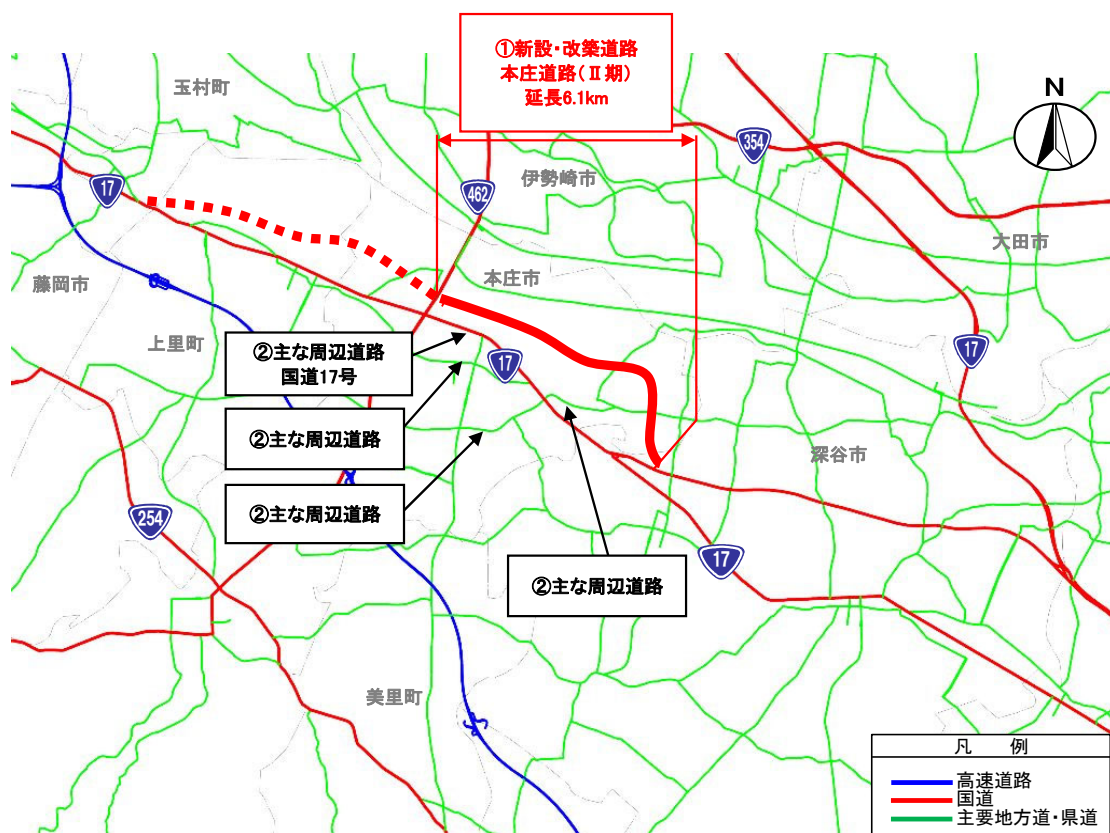 ①新設・改築道路
本庄道路(Ⅱ期)
延長6.1km
玉村町
N
354
伊勢崎市
17
462
大田市
本庄市
藤岡市
上里町
②主な周辺道路
国道17号
17
17
②主な周辺道路
深谷市
②主な周辺道路
254
17
②主な周辺道路
美里町
凡 例
高速道路
国道
主要地方道・県道